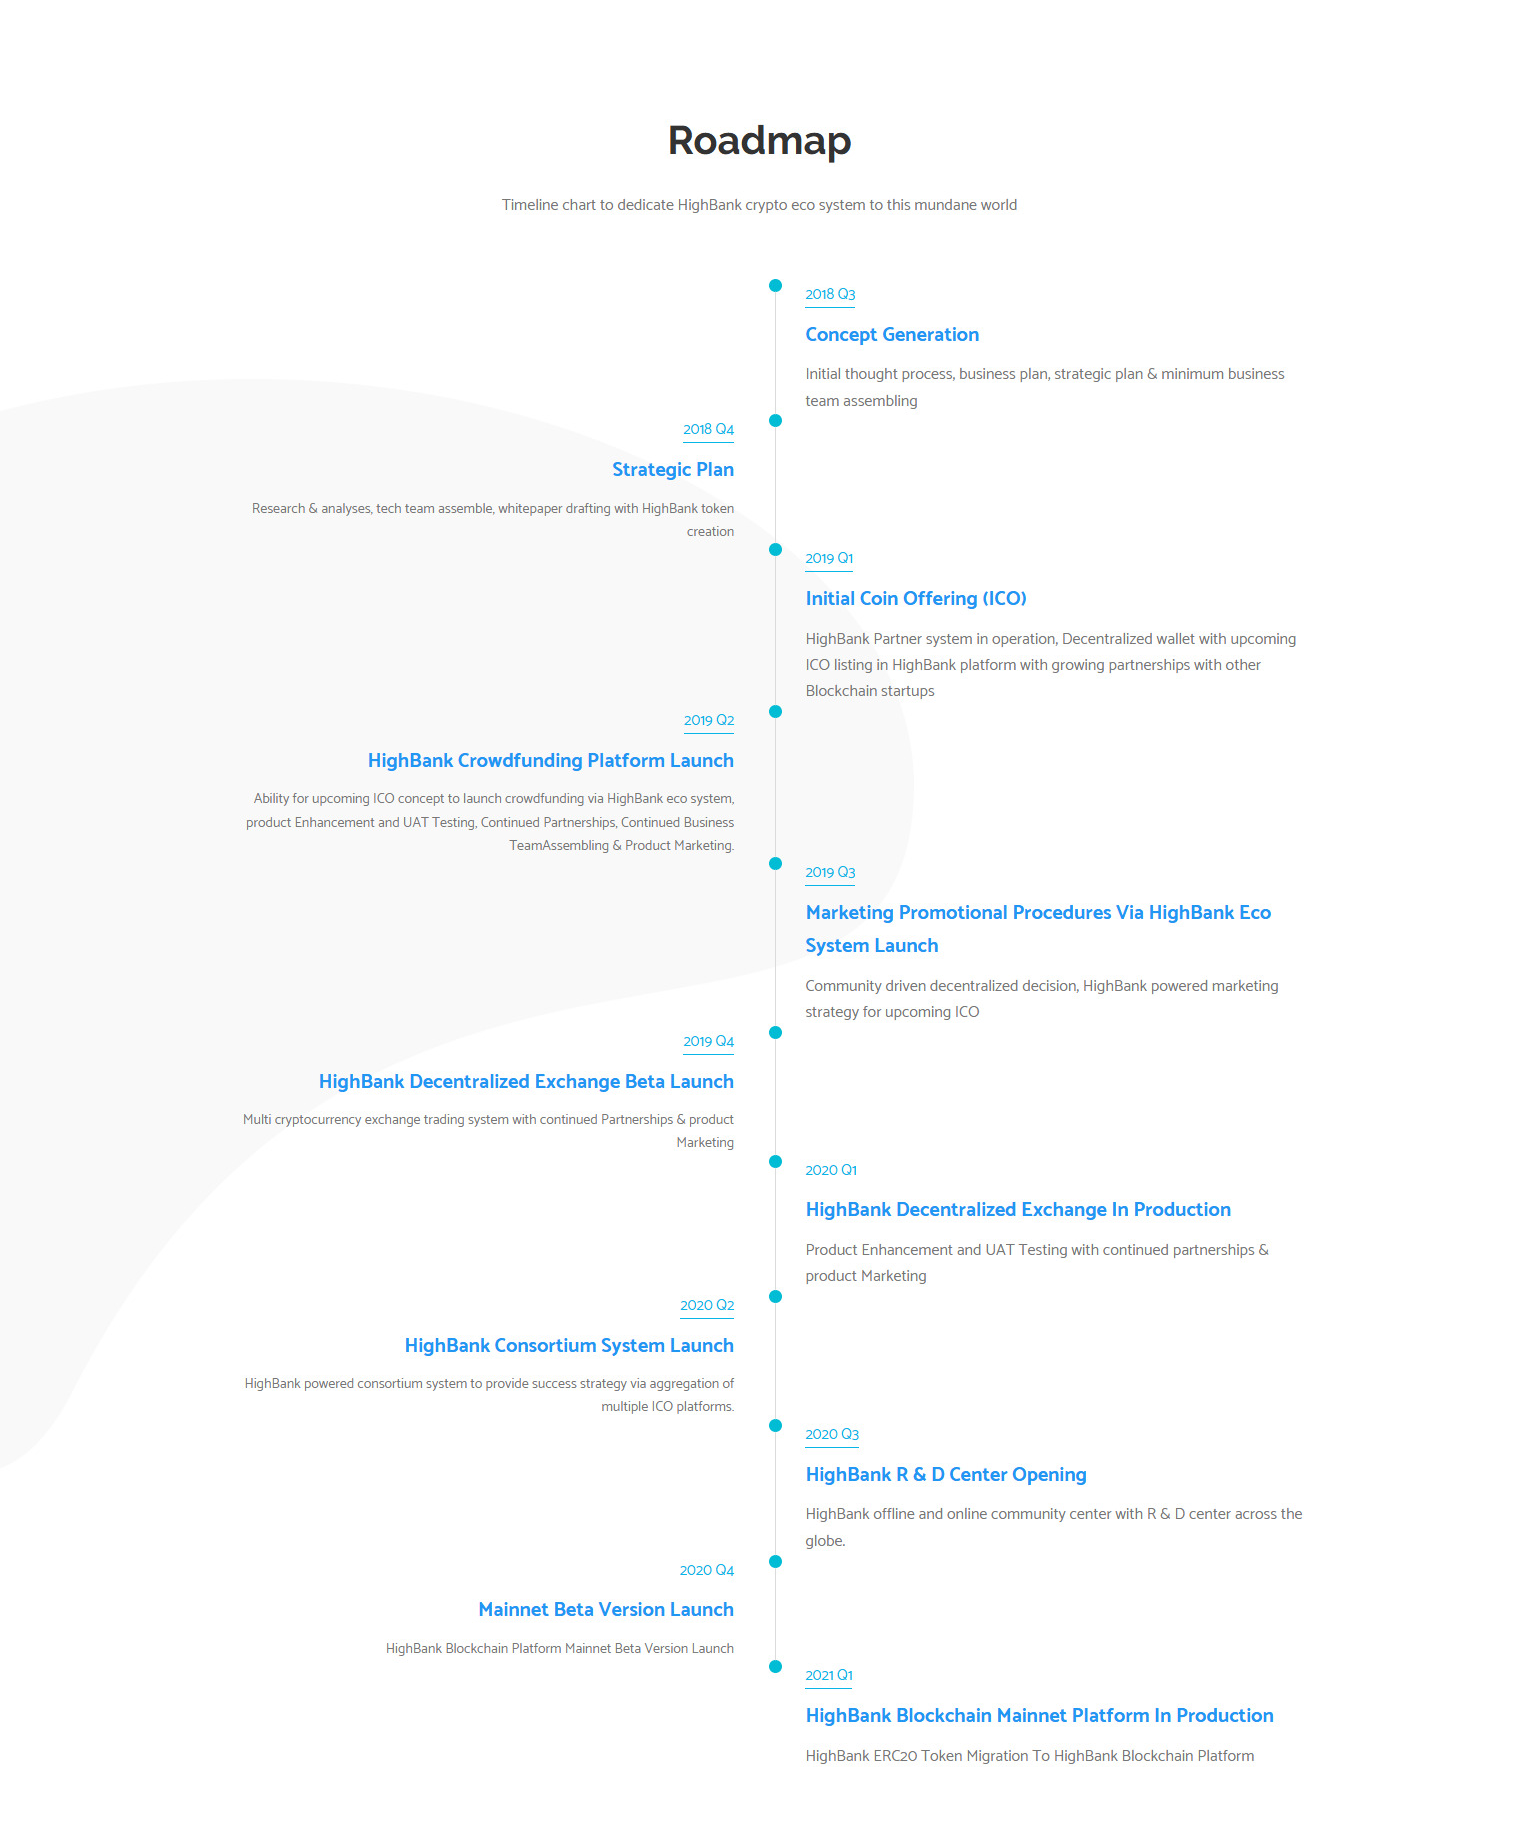 Roadmap
Timeline chart to dedicate HighBank crypto eco system to this mundane world
2018 Q3
Concept Generation
Initial thought process, business plan, strategic plan & minimum business
team assembling
2018 Q4
Strategic Plan
Research & analyses, tech team assemble, whitepaper drafting with HighBank token
creation
2019 Q1
Initial Coin Offering (ICO)
HighBank Partner system in operation, Decentralized wallet with upcoming
ICO listing in HighBank platform with growing partnerships with other
Blockchain startups
2019 Q2
HighBank Crowdfunding Platform Launch
Ability for upcoming ICO concept to launch crowdfunding via HighBank eco system,
product Enhancement and UAT Testing, Continued Partnerships, Continued Business
TeamAssembling & Product Marketing.
2019 Q3
Marketing Promotional Procedures Via HighBank Eco
System Launch
Community driven decentralized decision, HighBank powered marketing
strategy for upcoming ICO
2019 Q4
HighBank Decentralized Exchange Beta Launch
Multi cryptocurrency exchange trading system with continued Partnerships & product
Marketing
2020 Q1
HighBank Decentralized Exchange In Production
Product Enhancement and UAT Testing with continued partnerships &
product Marketing
2020 Q2
HighBank Consortium System Launch
HighBank powered consortium system to provide success strategy via aggregation of
multiple ICO platforms.
2020 Q3
HighBank R & D Center Opening
HighBank offline and online community center with R & D center across the
globe.
2020 Q4
Mainnet Beta Version Launch
HighBank Blockchain Platform Mainnet Beta Version Launch
2021 Q1
HighBank Blockchain Mainnet Platform In Production
HighBank ERC20 Token Migration To HighBank Blockchain Platform